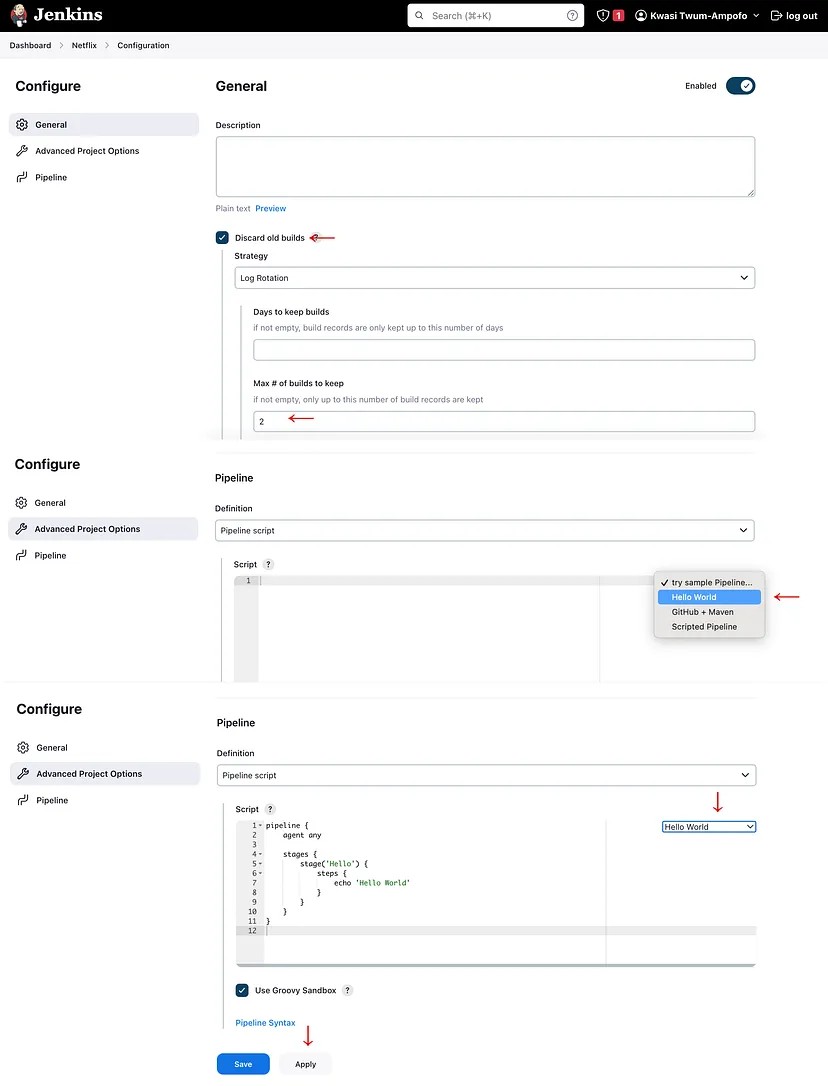 Jenkins
Search (⌘+K)
1
Kwasi Twum-Ampofo
log out
Dashboard > Netflix > Configuration
Configure
General
Advanced Project Options
Pipeline
General
Enabled
Description
Plain text Preview
Discard old builds
Strategy
Log Rotation
Days to keep builds
if not empty, build records are only kept up to this number of days
Max # of builds to keep
if not empty, only up to this number of build records are kept
2
Configure
General
Advanced Project Options
Pipeline
Pipeline
Definition
Pipeline script
Script ?
1
✓ try sample Pipeline...
Hello World
GitHub + Maven
Scripted Pipeline
Configure
General
Advanced Project Options
Pipeline
Pipeline
Definition
Pipeline script
Script ?
Hello World
1 pipeline {
2 agent any
3
4 stages {
5 stage('Hello') {
6 steps {
7 echo 'Hello World'
8 }
9 }
10 }
11 }
12
Use Groovy Sandbox ?
Pipeline Syntax
Save
Apply